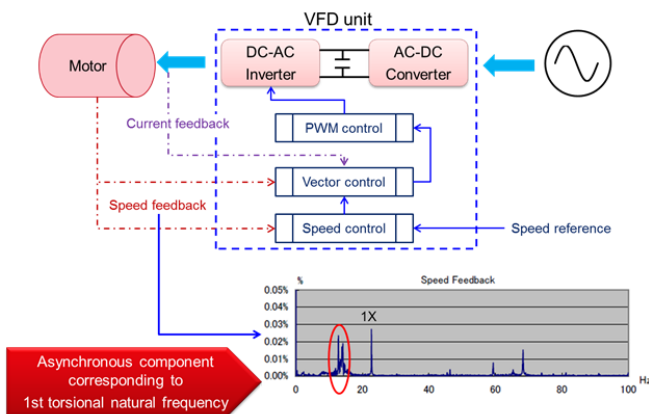 VFD unit
Motor
DC-AC
Inverter
AC-DC
Converter
Current feedback
PWM control
Vector control
Speed feedback
Speed control
Speed reference
% Speed Feedback
0.05%
0.04%
0.03%
0.02%
0.01%
0.00%
1X
0 20 40 60 80 100
Hz
Asynchronous component
corresponding to
1st torsional natural frequency